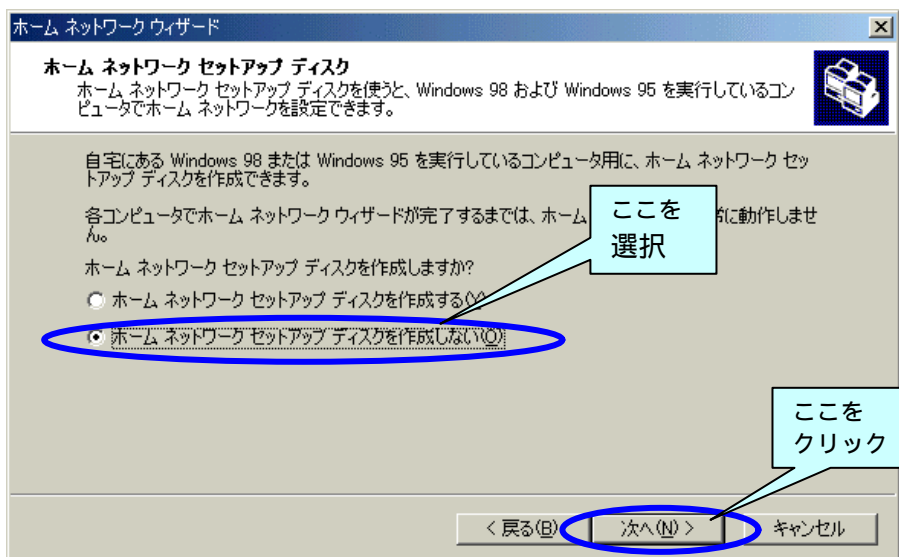 ホーム ネットワーク ウィザード
ホーム ネットワーク セットアップ ディスク
ホーム ネットワーク セットアップ ディスクを使うと、Windows 98 および Windows 95 を実行しているコン
ピュータでホーム ネットワークを設定できます。
自宅にある Windows 98 または Windows 95 を実行しているコンピュータ用に、ホーム ネットワーク セッ
トアップ ディスクを作成できます。
各コンピュータでホーム ネットワーク ウィザードが完了するまでは、ホーム
に動作しませ
ん。
ここを
選択
ホーム ネットワーク セットアップ ディスクを作成しますか?
ホーム ネットワーク セットアップ ディスクを作成する
ホーム ネットワーク セットアップ ディスクを作成しない(O)
ここを
クリック
< 戻る(B)
次へ(N) >
キャンセル